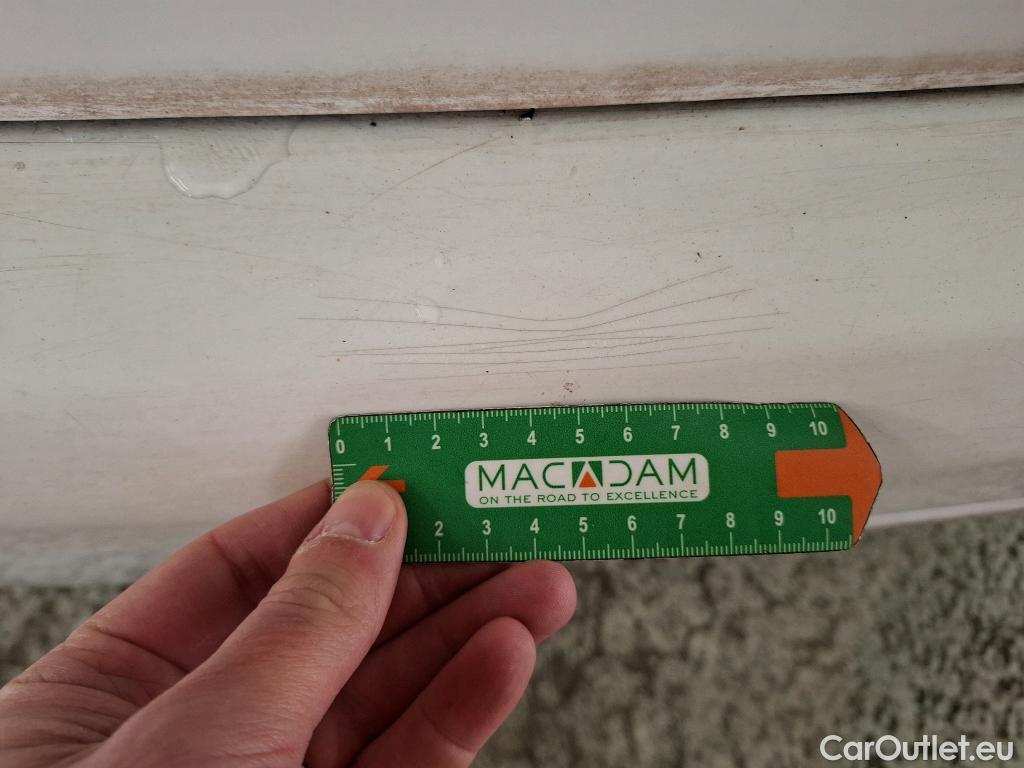 0 1 2 3 4 5 6 7 8 9 10
MACADAM
ON THE ROAD TO EXCELLENCE
2 3 4 5 6 7 8 9 10
CarOutlet.eu